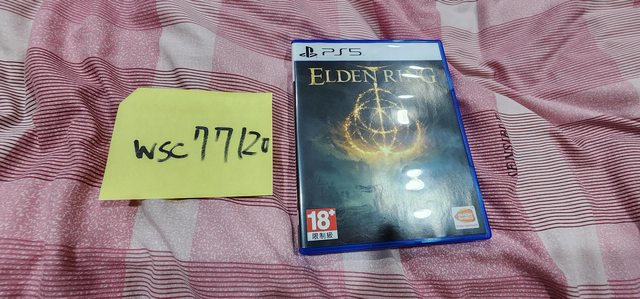 wsc77120
PS5
ELDEN RING
18+
限制級